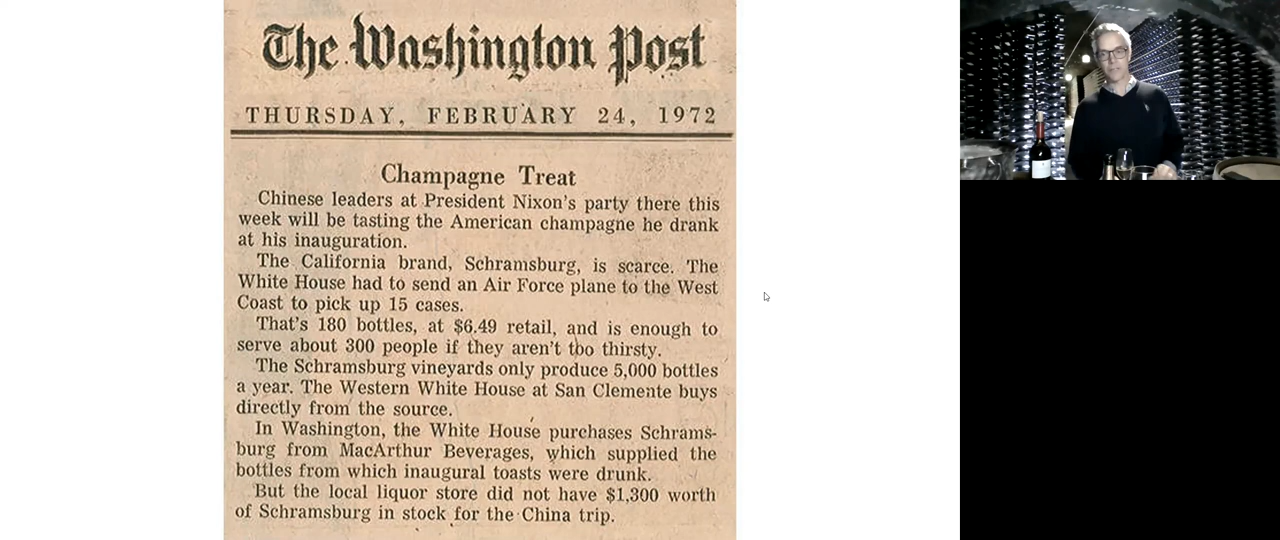 The Washington Post
THURSDAY, FEBRUARY 24, 1972
Champagne Treat
Chinese leaders at President Nixon's party there this
week will be tasting the American champagne he drank
at his inauguration.
The California brand, Schramsburg, is scarce. The
White House had to send an Air Force plane to the West
Coast to pick up 15 cases.
That's 180 bottles, at $6.49 retail, and is enough to
serve about 300 people if they aren't too thirsty.
The Schramsburg vineyards only produce 5,000 bottles
a year. The Western White House at San Clemente buys
directly from the source.
In Washington, the White House purchases Schrams-
burg from MacArthur Beverages, which supplied the
bottles from which inaugural toasts were drunk.
But the local liquor store did not have $1,300 worth
of Schramsburg in stock for the China trip.